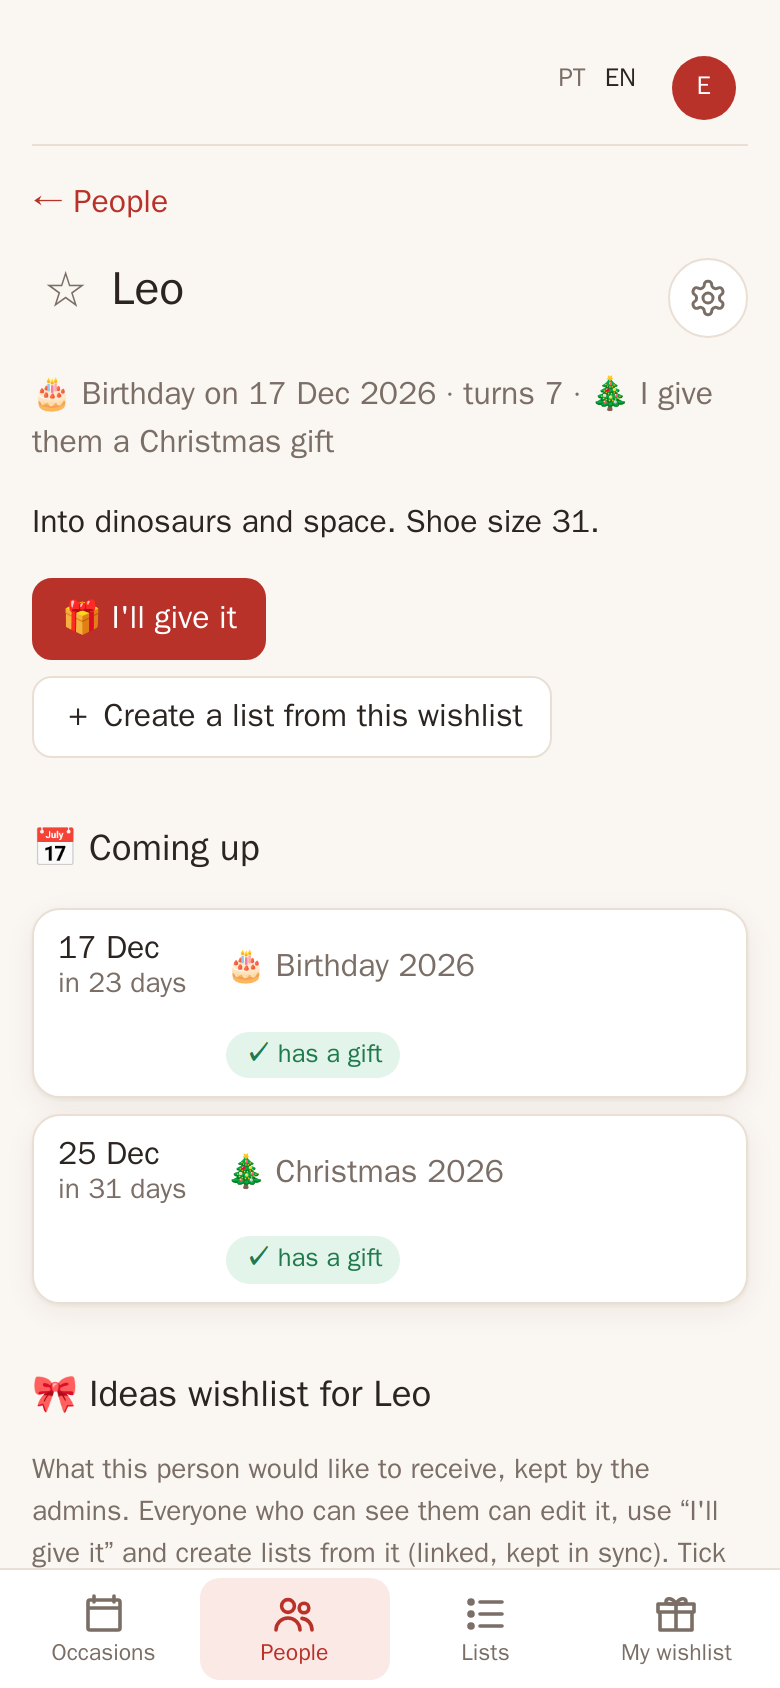 PT EN E
← People
☆ Leo
🎂 Birthday on 17 Dec 2026 · turns 7 · 🎄 I give
them a Christmas gift
Into dinosaurs and space. Shoe size 31.
🎁 I'll give it
+ Create a list from this wishlist
📅 Coming up
17 Dec
in 23 days
🎂 Birthday 2026
✓ has a gift
25 Dec
in 31 days
🎄 Christmas 2026
✓ has a gift
🎀 Ideas wishlist for Leo
What this person would like to receive, kept by the
admins. Everyone who can see them can edit it, use “I'll
give it” and create lists from it (linked, kept in sync). Tick
Occasions People Lists My wishlist